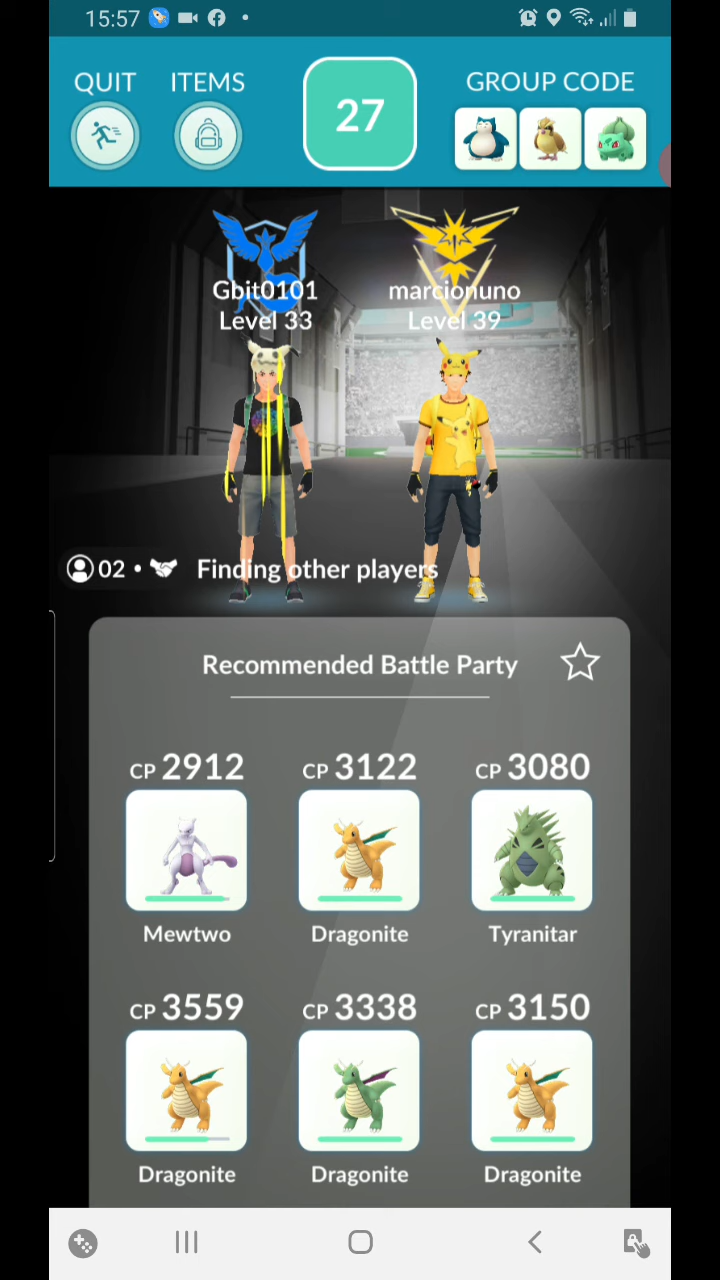 15:57
QUIT ITEMS 27 GROUP CODE
Gbit0101 marcionuno
Level 33 Level 39
02 • Finding other players
Recommended Battle Party
CP 2912 CP 3122 CP 3080
Mewtwo Dragonite Tyranitar
CP 3559 CP 3338 CP 3150
Dragonite Dragonite Dragonite